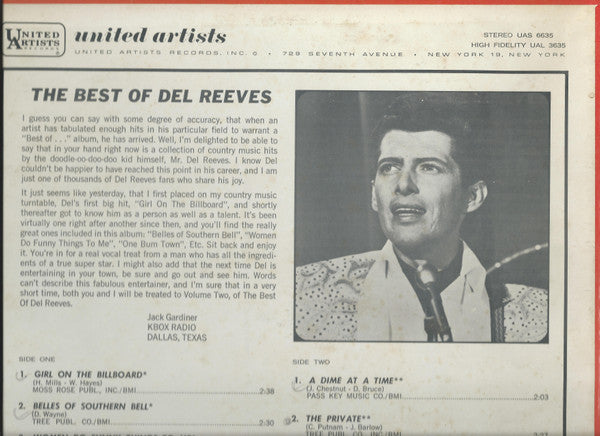 UNITED
ARTISTS
RECORDS
united artists
UNITED ARTISTS RECORDS, INC. © • 729 SEVENTH AVENUE • NEW YORK 19, NEW YORK
STEREO UAS 6635
HIGH FIDELITY UAL 3635
THE BEST OF DEL REEVES
I guess you can say with some degree of accuracy, that when an
artist has tabulated enough hits in his particular field to warrant a
“Best of . . .” album, he has arrived. Well, I'm delighted to be able to
say that in your hand right now is a collection of country music hits
by the doodle-oo-doo-doo kid himself, Mr. Del Reeves. I know Del
couldn't be happier to have reached this point in his career, and I am
just one of thousands of Del Reeves fans who share his joy.
It just seems like yesterday, that I first placed on my country music
turntable, Del's first big hit, “Girl On The Billboard”, and shortly
thereafter got to know him as a person as well as a talent. It's been
virtually one right after another since then, and you'll find the really
great ones included in this album: “Belles of Southern Bell”, “Women
Do Funny Things To Me”, “One Bum Town”, Etc. Sit back and enjoy
it. You're in for a real vocal treat from a man who has all the ingredi-
ents of a true super star. I might also add that the next time Del is
entertaining in your town, be sure and go out and see him. Words
can't describe this fabulous entertainer, and I'm sure that in a very
short time, both you and I will be treated to Volume Two, of The Best
Of Del Reeves.
Jack Gardiner
KBOX RADIO
DALLAS, TEXAS
SIDE ONE
1. GIRL ON THE BILLBOARD*
(H. Mills - W. Hayes)
MOSS ROSE PUBL., INC./BMI 2:38
2. BELLES OF SOUTHERN BELL*
(D. Wayne)
TREE PUBL. CO./BMI 2:30
SIDE TWO
1. A DIME AT A TIME**
(J. Chestnut - D. Bruce)
PASS KEY MUSIC CO./BMI 2:03
2. THE PRIVATE**
(C. Putnam - J. Barlow)